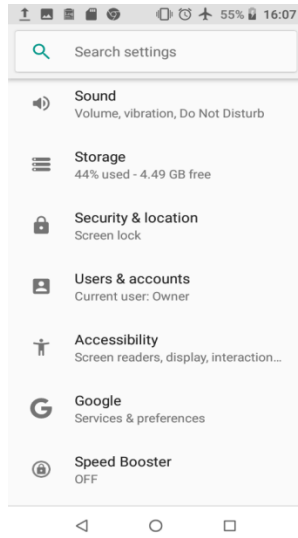 55% 16:07
Search settings
Sound
Volume, vibration, Do Not Disturb
Storage
44% used - 4.49 GB free
Security & location
Screen lock
Users & accounts
Current user: Owner
Accessibility
Screen readers, display, interaction...
Google
Services & preferences
Speed Booster
OFF